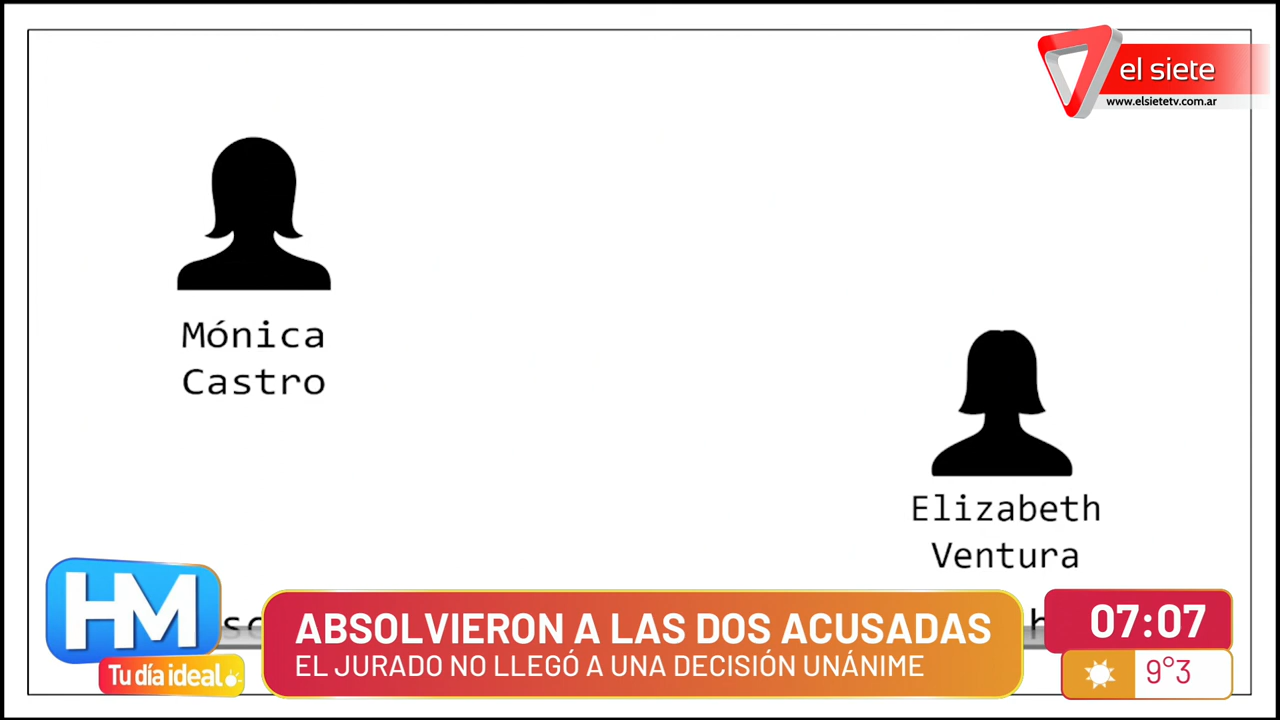 el siete
www.elsietetv.com.ar
Mónica
Castro
Elizabeth
Ventura
HM
Tu día ideal
ABSOLVIERON A LAS DOS ACUSADAS
EL JURADO NO LLEGÓ A UNA DECISIÓN UNÁNIME
07:07
9°3